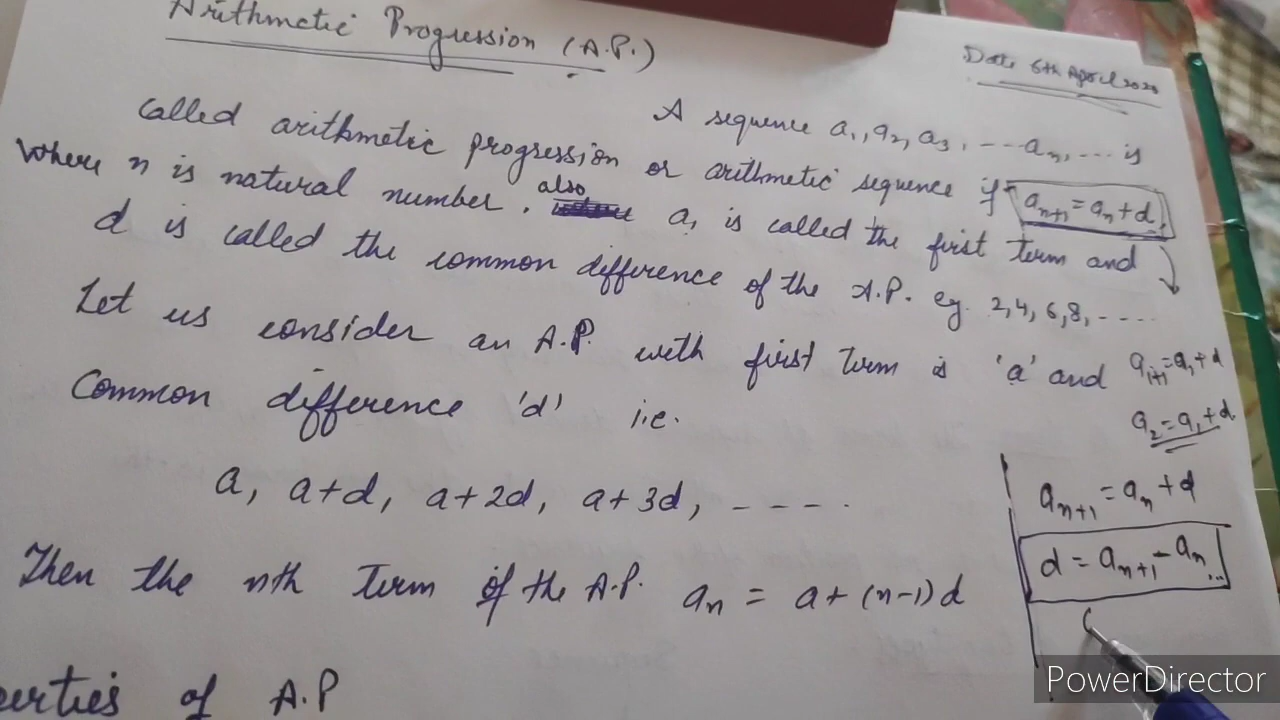 Arithmetic Progression (A.P.)
Date 6th April 2020
A sequence a₁, a₂, a₃, ---aₙ, --- is
called arithmetic progression or arithmetic sequence if aₙ₊₁ = aₙ + d,
where n is natural number. also a₁ is called the first term and
d is called the common difference of the A.P. eg. 2,4,6,8,----
Let us consider an A.P. with first term is 'a' and
Common difference 'd' i.e.
a₁₊₁ = a₁ + d
a₂ = a₁ + d
a, a+d, a+2d, a+3d, ----
aₙ₊₁ = aₙ + d
d = aₙ₊₁ - aₙ
Then the nth term of the A.P. aₙ = a + (n-1)d
of A.P
PowerDirector